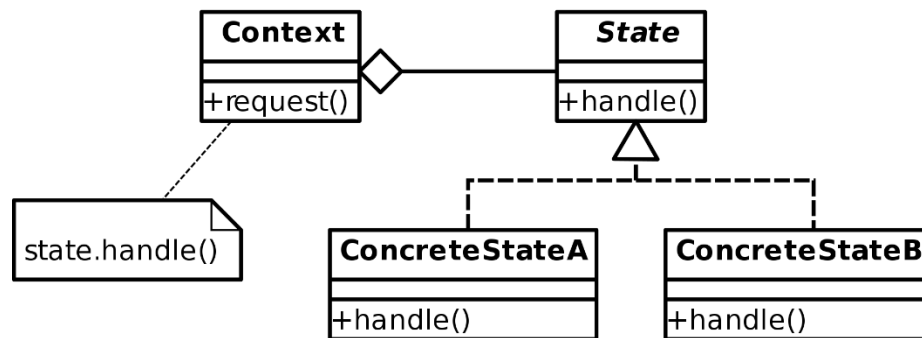 Context
State
+request()
+handle()
state.handle()
ConcreteStateA
ConcreteStateB
+handle()
+handle()